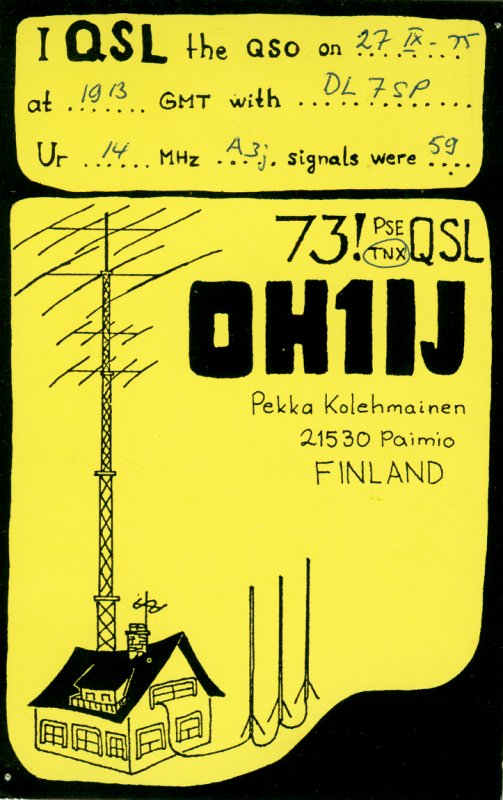 I QSL the QSO on 27 IX - 75
at 1913 GMT with DL7SP
Ur 14 MHz A3j. signals were 59
73! PSE TNX QSL
OH1IJ
Pekka Kolehmainen
21530 Paimio
FINLAND